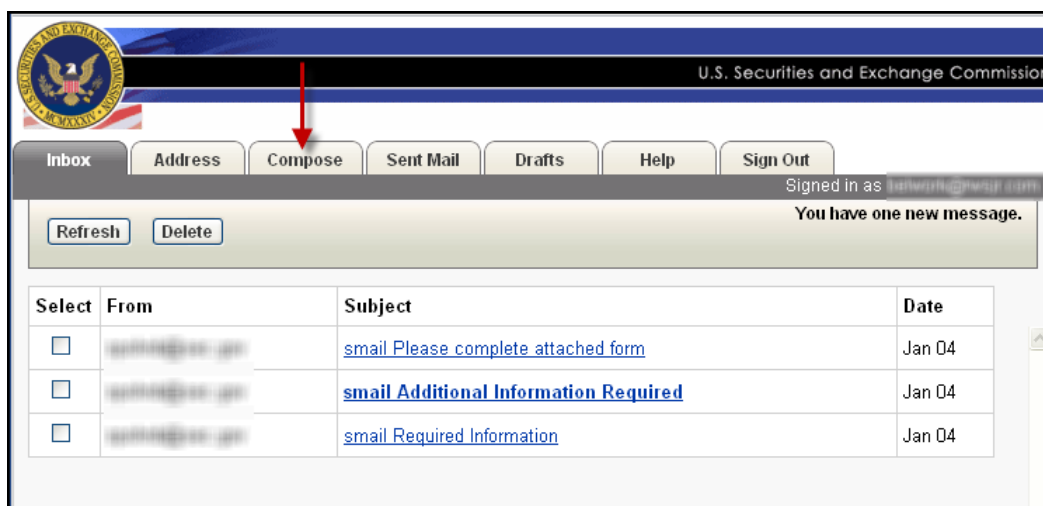 U.S. Securities and Exchange Commissio
Inbox Address Compose Sent Mail Drafts Help Sign Out
Signed in as
You have one new message.
Refresh Delete
Select From Subject Date
smail Please complete attached form Jan 04
smail Additional Information Required Jan 04
smail Required Information Jan 04